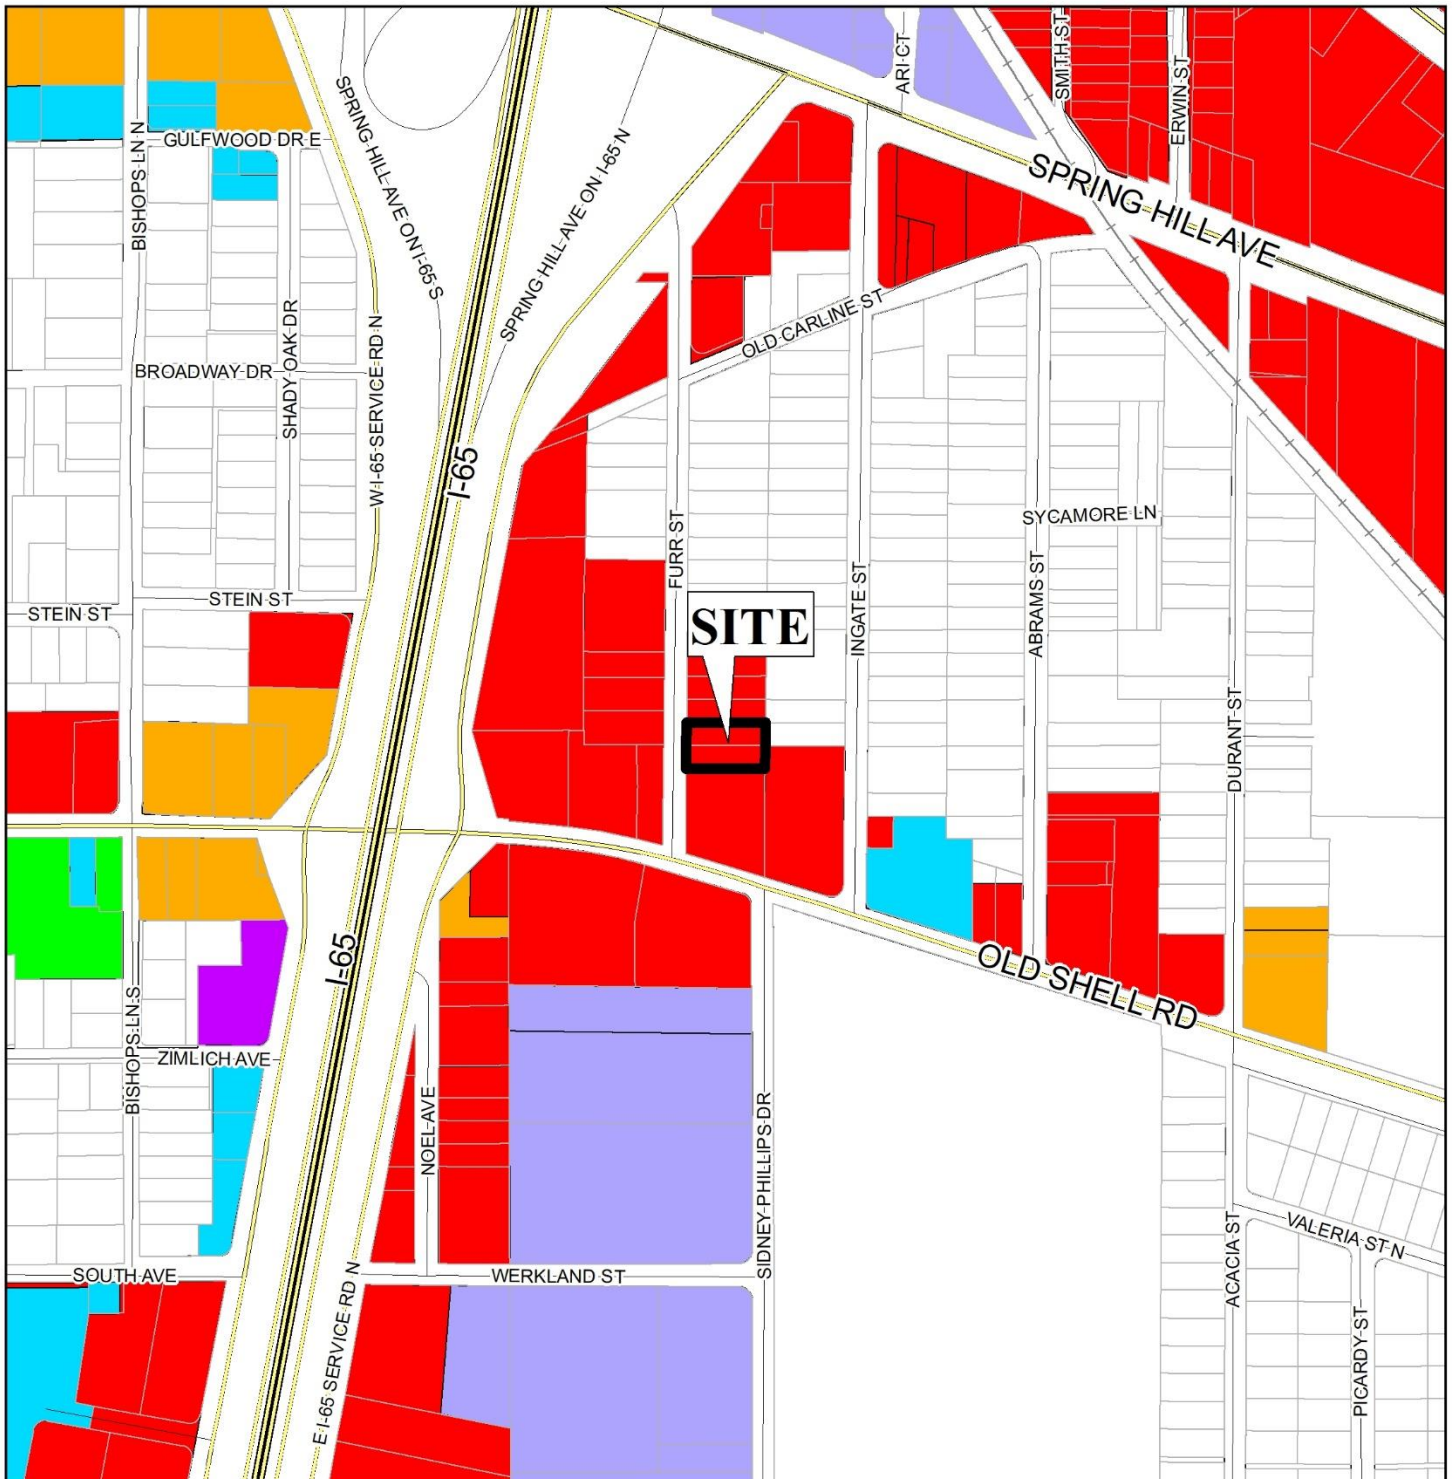 ARI CT
SMITH ST
ERWIN ST
BISHOPS LN N
GULFWOOD DR E
SPRING HILL AVE ON I-65 S
SPRING HILL AVE ON I-65 N
SPRING HILL AVE
SHADY OAK DR
W I-65 SERVICE RD N
OLD CARLINE ST
BROADWAY DR
I-65
FURR ST
SYCAMORE LN
INGATE ST
ABRAMS ST
STEIN ST
STEIN ST
SITE
DURANT ST
I-65
OLD SHELL RD
BISHOPS LN S
ZIMLICH AVE
NOEL AVE
SIDNEY PHILLIPS DR
ACACIA ST
VALERIA ST N
SOUTH AVE
WERKLAND ST
E I-65 SERVICE RD N
PICARDY ST